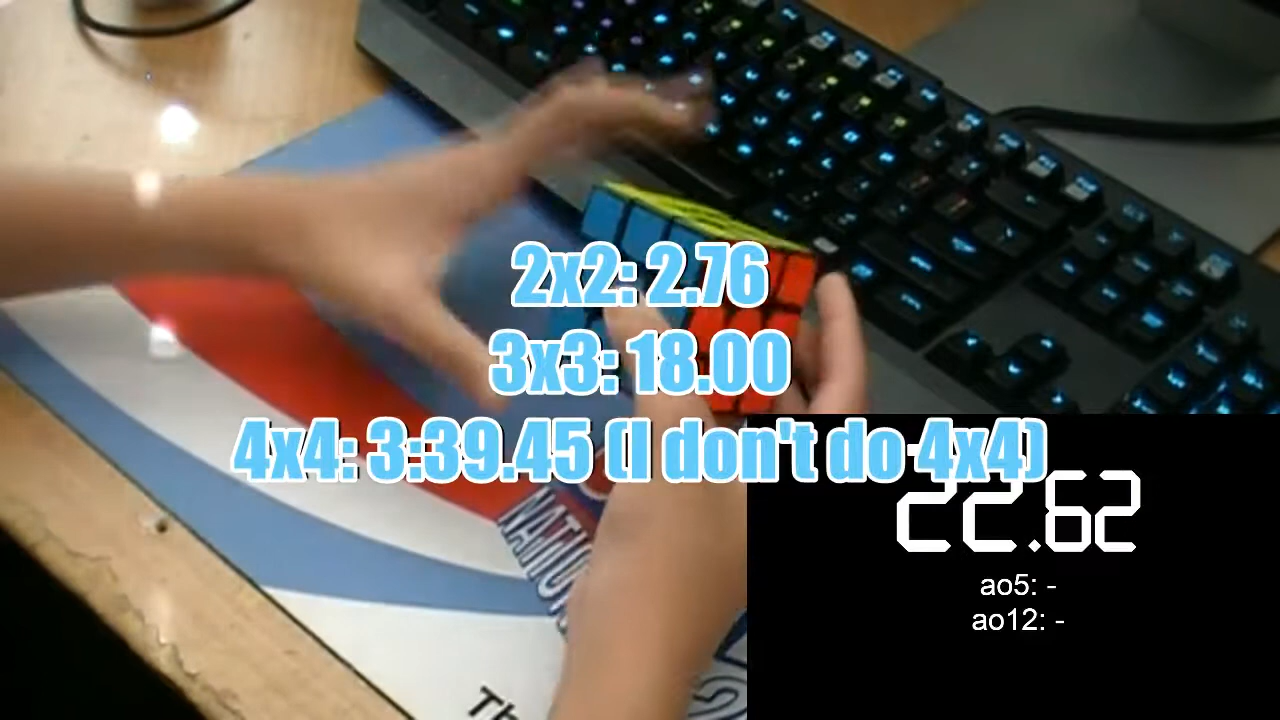 2x2: 2.76
3x3: 18.00
4x4: 3:39.45 (I don't do 4x4)
22.62
ao5: -
ao12: -